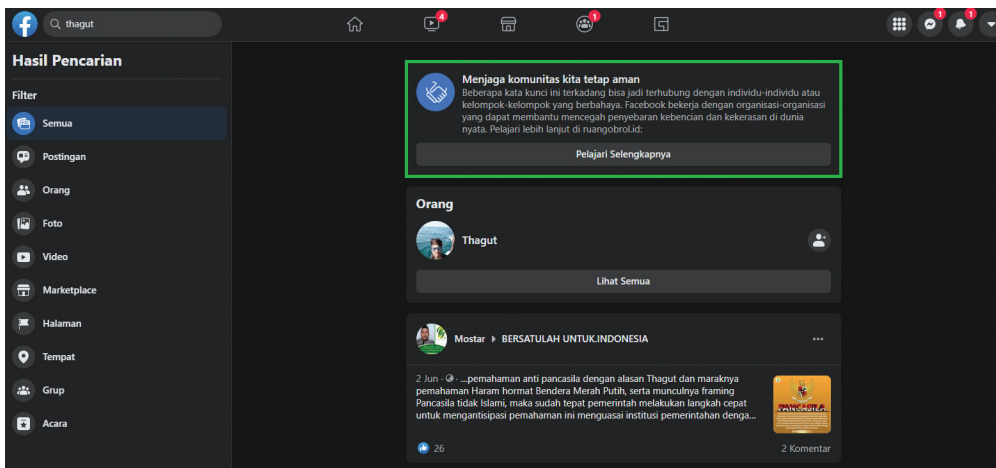 thagut
4
1
1
1
Hasil Pencarian
Filter
Semua
Postingan
Orang
Foto
Video
Marketplace
Halaman
Tempat
Grup
Acara
Menjaga komunitas kita tetap aman
Beberapa kata kunci ini terkadang bisa jadi terhubung dengan individu-individu atau
kelompok-kelompok yang berbahaya. Facebook bekerja dengan organisasi-organisasi
yang dapat membantu mencegah penyebaran kebencian dan kekerasan di dunia
nyata. Pelajari lebih lanjut di ruangobrol.id:
Pelajari Selengkapnya
Orang
Thagut
Lihat Semua
Mostar ▸ BERSATULAH UNTUK.INDONESIA
2 Jun · ...pemahaman anti pancasila dengan alasan Thagut dan maraknya
pemahaman Haram hormat Bendera Merah Putih, serta munculnya framing
Pancasila tidak Islami, maka sudah tepat pemerintah melakukan langkah cepat
untuk mengantisipasi pemahaman ini menguasai institusi pemerintahan denga...
PANCASILA
26
2 Komentar